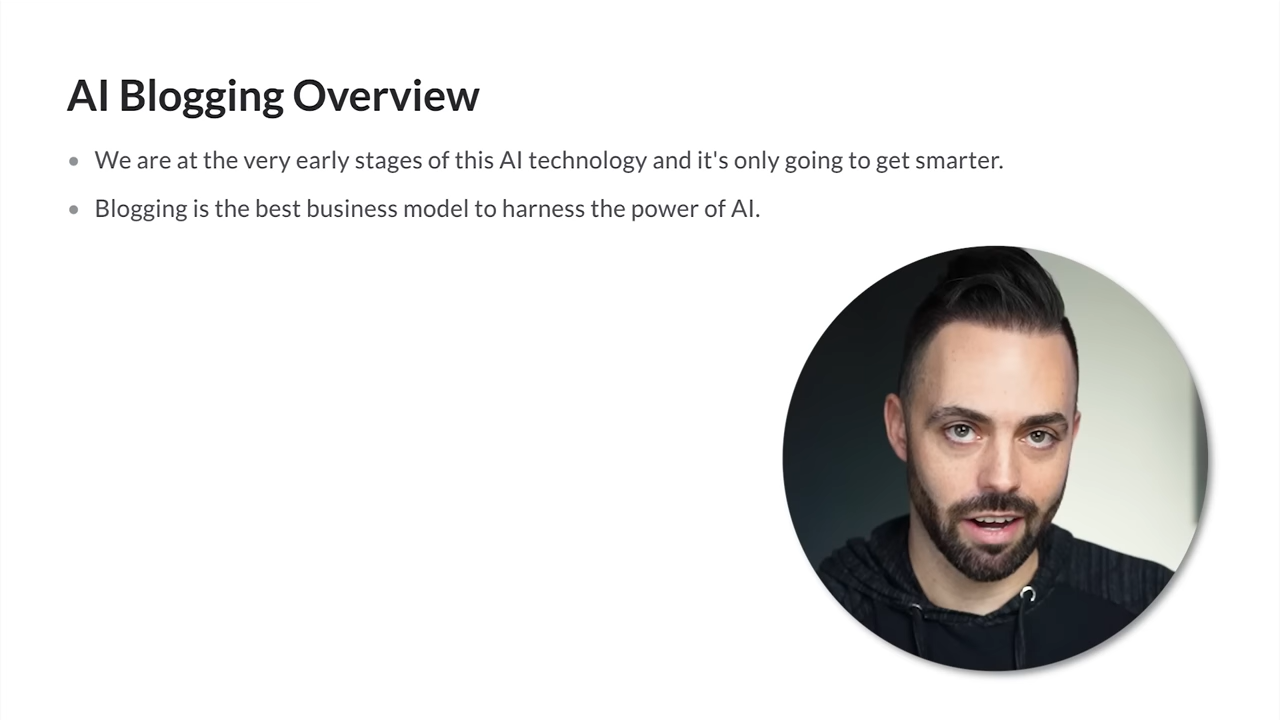 AI Blogging Overview
We are at the very early stages of this AI technology and it's only going to get smarter.
Blogging is the best business model to harness the power of AI.